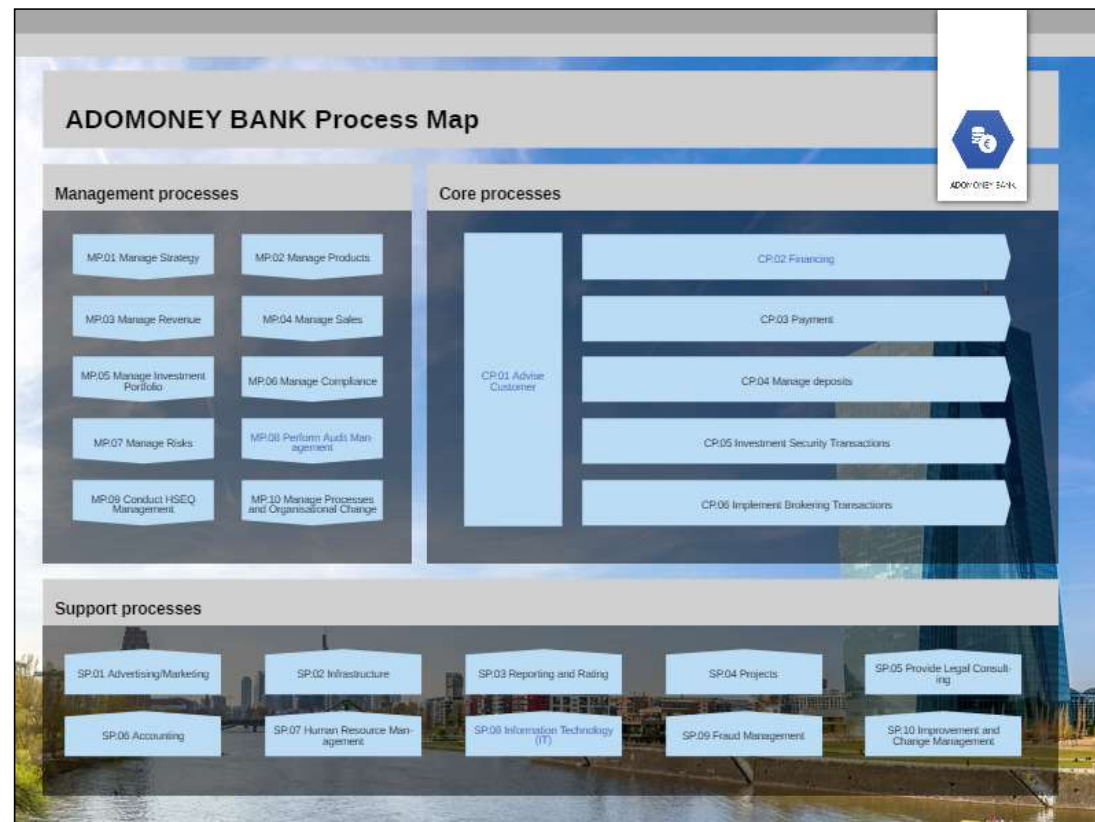 ADOMONEY BANK Process Map
ADOMONEY BANK
Management processes
MP.01 Manage Strategy
MP.02 Manage Products
MP.03 Manage Revenue
MP.04 Manage Sales
MP.05 Manage Investment
Portfolio
MP.06 Manage Compliance
MP.07 Manage Risks
MP.08 Perform Audit Man-
agement
MP.09 Conduct HSEQ
Management
MP.10 Manage Processes
and Organisational Change
Core processes
CP.01 Advise
Customer
CP.02 Financing
CP.03 Payment
CP.04 Manage deposits
CP.05 Investment Security Transactions
CP.06 Implement Brokering Transactions
Support processes
SP.01 Advertising/Marketing
SP.02 Infrastructure
SP.03 Reporting and Rating
SP.04 Projects
SP.05 Provide Legal Consult-
ing
SP.06 Accounting
SP.07 Human Resource Man-
agement
SP.08 Information Technology
(IT)
SP.09 Fraud Management
SP.10 Improvement and
Change Management